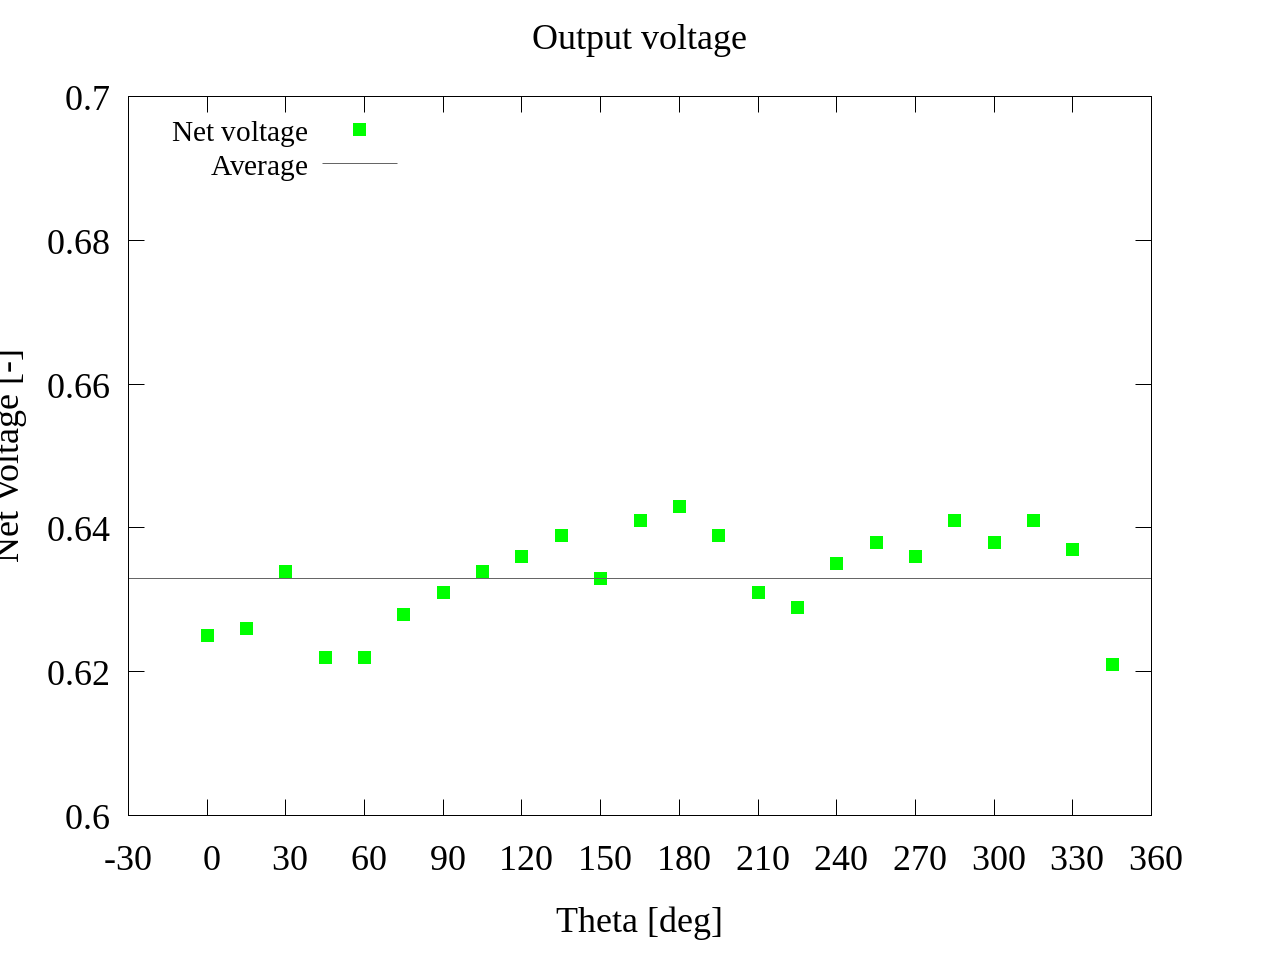 Output voltage
0.7
0.68
0.66
0.64
0.62
0.6
Net Voltage [-]
Net voltage
Average
-30 0 30 60 90 120 150 180 210 240 270 300 330 360
Theta [deg]